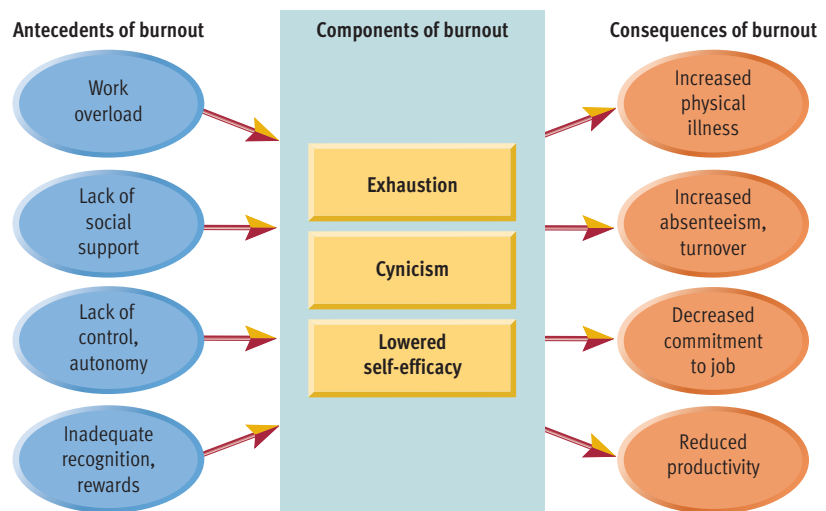 Antecedents of burnout
Work
overload
Lack of
social
support
Lack of
control,
autonomy
Inadequate
recognition,
rewards
Components of burnout
Exhaustion
Cynicism
Lowered
self-efficacy
Consequences of burnout
Increased
physical
illness
Increased
absenteeism,
turnover
Decreased
commitment
to job
Reduced
productivity